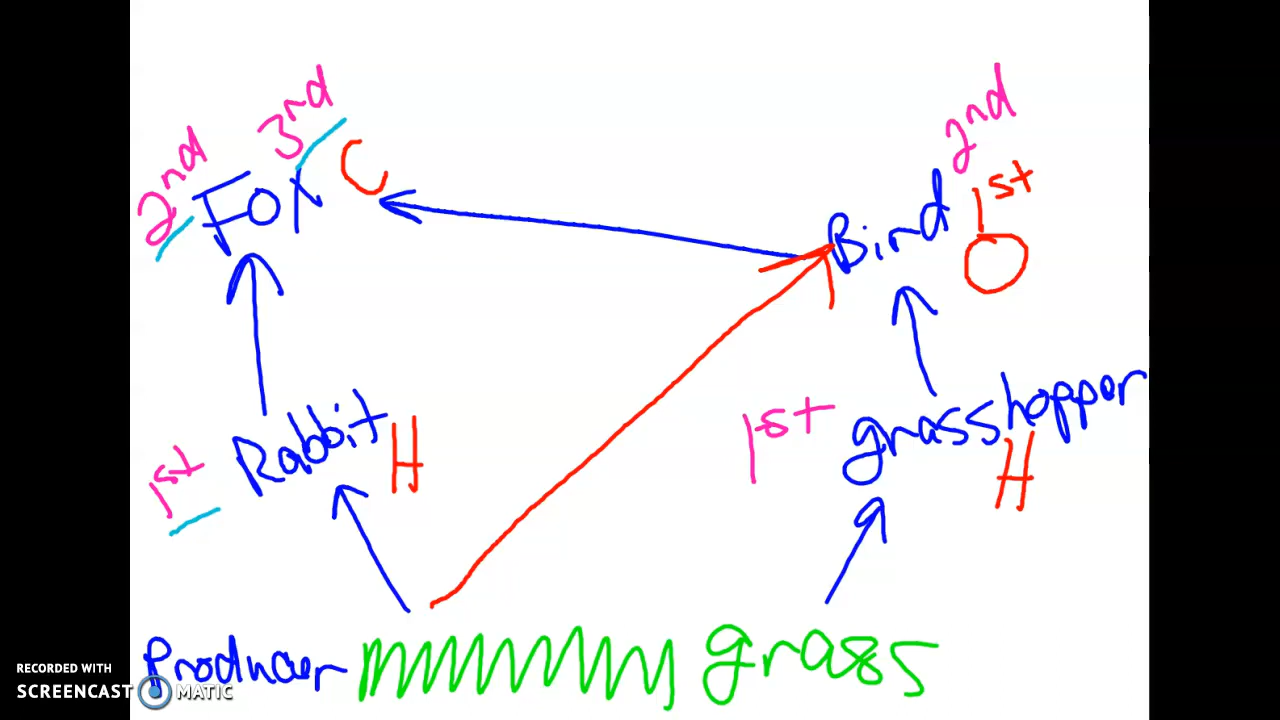 2nd 3rd
Fox C
2nd
1st
Bird O
1st Rabbit H
1st grasshopper
H
Producer grass
RECORDED WITH
SCREENCAST MATIC